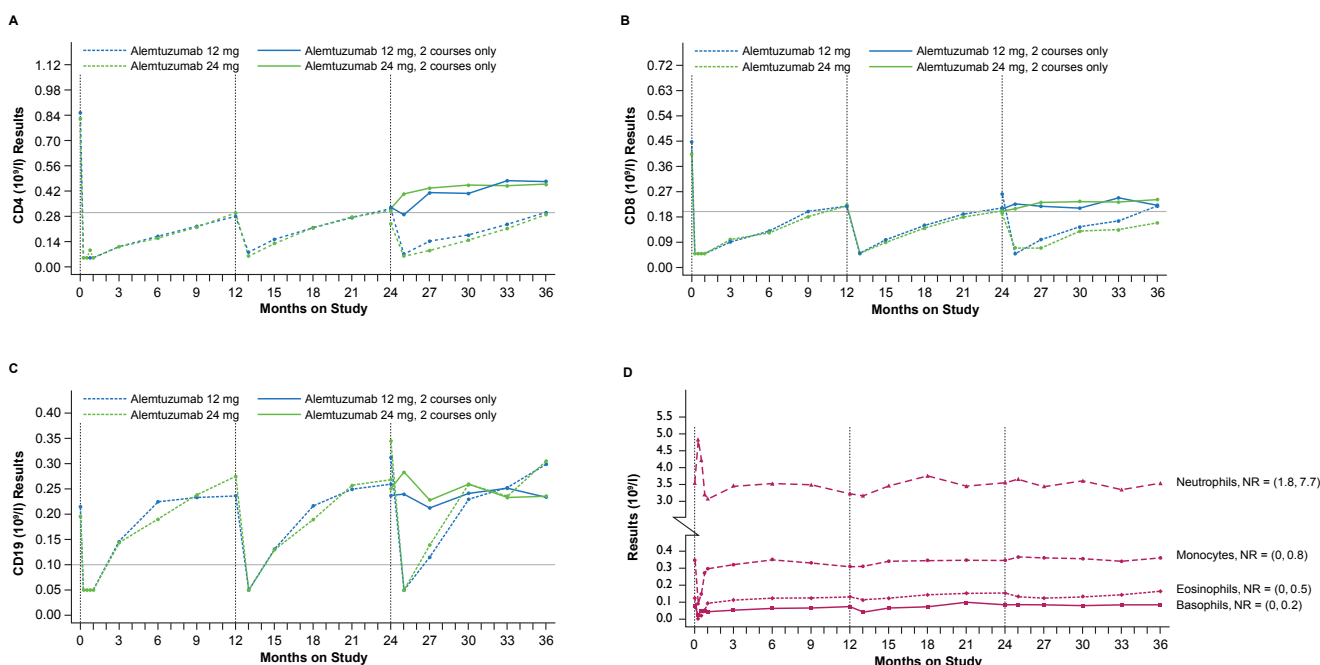 A
Alemtuzumab 12 mg
Alemtuzumab 12 mg, 2 courses only
Alemtuzumab 24 mg
Alemtuzumab 24 mg, 2 courses only
CD4 (10⁹/l) Results
1.12
0.98
0.84
0.70
0.56
0.42
0.28
0.14
0.00
0 3 6 9 12 15 18 21 24 27 30 33 36
Months on Study
B
Alemtuzumab 12 mg
Alemtuzumab 12 mg, 2 courses only
Alemtuzumab 24 mg
Alemtuzumab 24 mg, 2 courses only
CD8 (10⁹/l) Results
0.72
0.63
0.54
0.45
0.36
0.27
0.18
0.09
0.00
0 3 6 9 12 15 18 21 24 27 30 33 36
Months on Study
C
Alemtuzumab 12 mg
Alemtuzumab 12 mg, 2 courses only
Alemtuzumab 24 mg
Alemtuzumab 24 mg, 2 courses only
CD19 (10⁹/l) Results
0.40
0.35
0.30
0.25
0.20
0.15
0.10
0.05
0.00
0 3 6 9 12 15 18 21 24 27 30 33 36
Months on Study
D
Results (10⁹/l)
5.5
5.0
4.5
4.0
3.5
3.0
0.4
0.3
0.2
0.1
0.0
Neutrophils, NR = (1.8, 7.7)
Monocytes, NR = (0, 0.8)
Eosinophils, NR = (0, 0.5)
Basophils, NR = (0, 0.2)
0 3 6 9 12 15 18 21 24 27 30 33 36
Months on Study